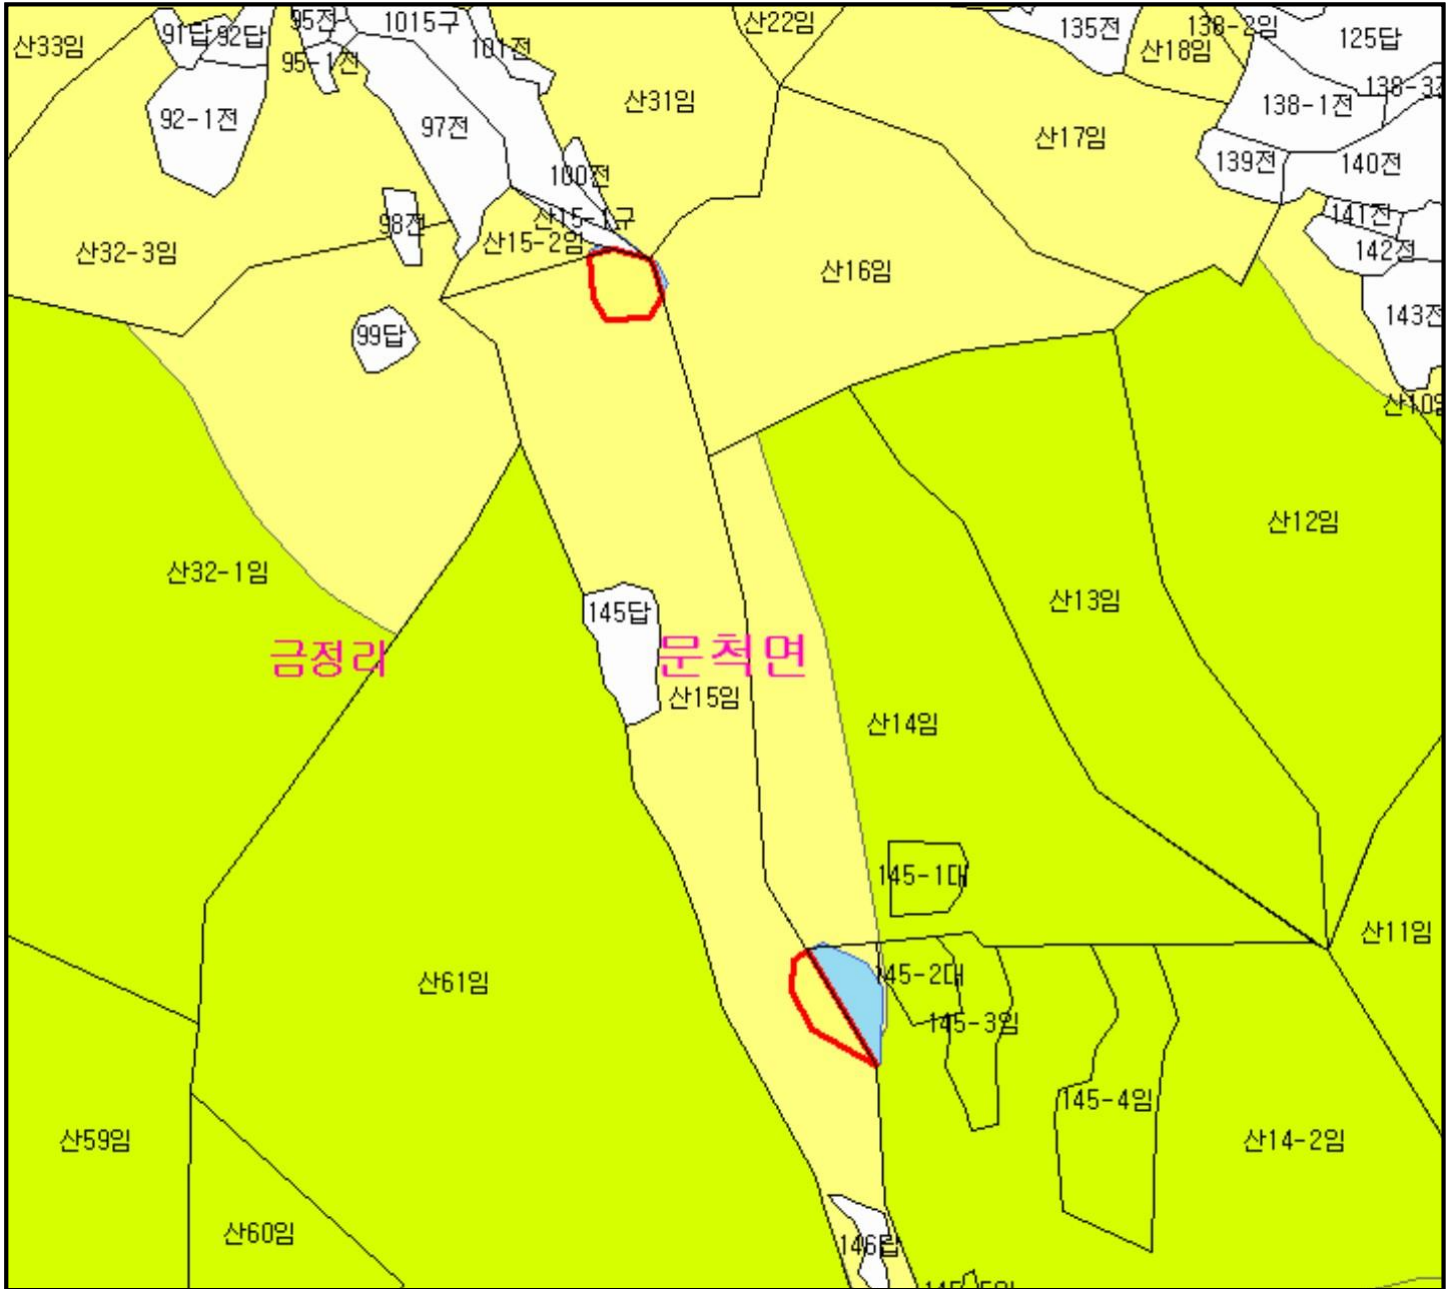 산33임
91답
92답
95전
1015구
101전
산22임
135전
138-2임
125답
95-1전
산18임
92-1전
97전
산31임
산17임
138-1전
100전
139전
140전
98전
산15-1구
141전
산32-3임
산15-2임
산16임
142전
99답
143전
산12임
산32-1임
산13임
145답
금정리
문척면
산15임
산14임
145-1대
산11임
산61임
145-2대
145-3임
145-4임
산59임
산14-2임
산60임
146답